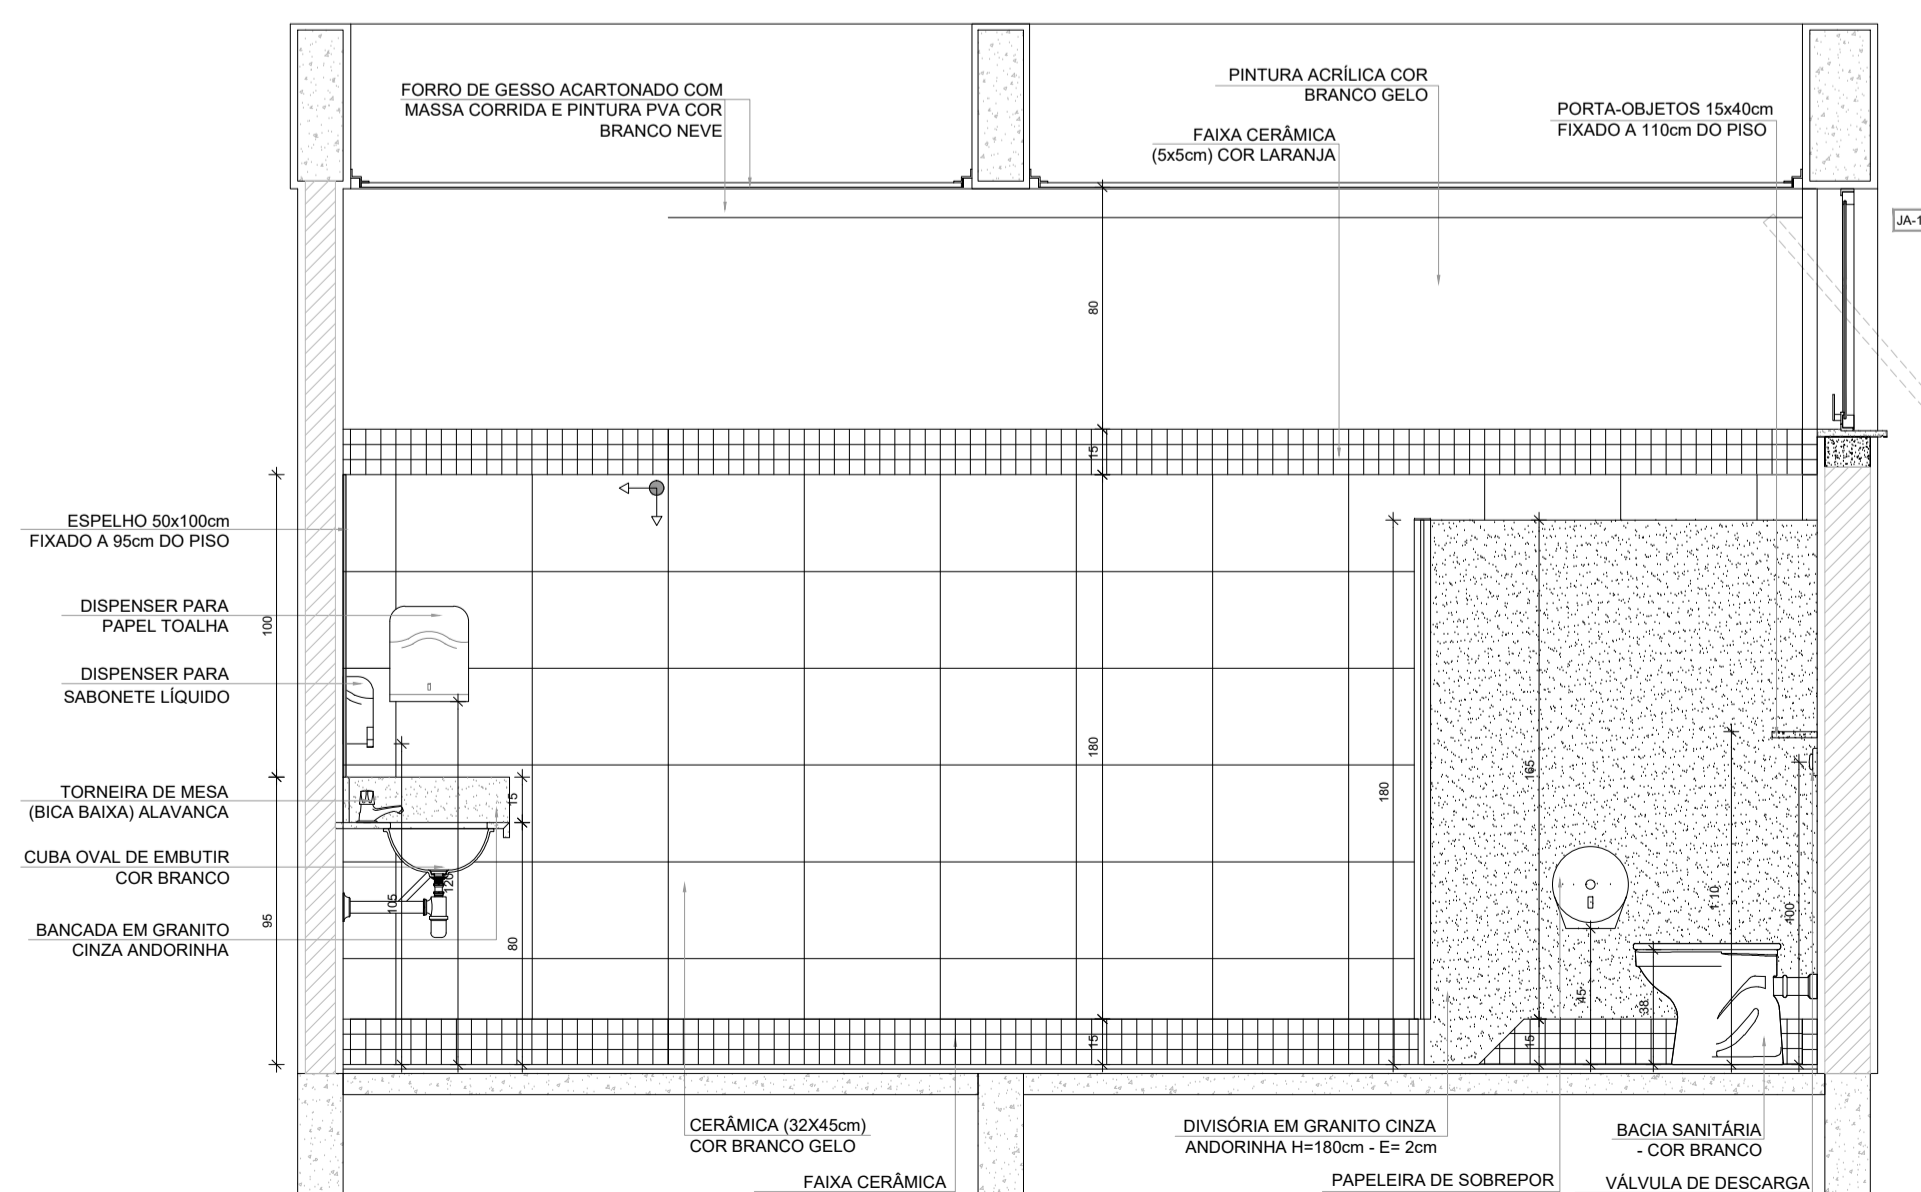 FORRO DE GESSO ACARTONADO COM
MASSA CORRIDA E PINTURA PVA COR
BRANCO NEVE
PINTURA ACRÍLICA COR
BRANCO GELO
FAIXA CERÂMICA
(5x5cm) COR LARANJA
PORTA-OBJETOS 15x40cm
FIXADO A 110cm DO PISO
JA-1
80
15
ESPELHO 50x100cm
FIXADO A 95cm DO PISO
DISPENSER PARA
PAPEL TOALHA
100
DISPENSER PARA
SABONETE LÍQUIDO
TORNEIRA DE MESA
(BICA BAIXA) ALAVANCA
15
CUBA OVAL DE EMBUTIR
COR BRANCO
BANCADA EM GRANITO
CINZA ANDORINHA
95
105
120
80
180
15
180
165
15
45
38
110
100
CERÂMICA (32X45cm)
COR BRANCO GELO
FAIXA CERÂMICA
DIVISÓRIA EM GRANITO CINZA
ANDORINHA H=180cm - E= 2cm
PAPELEIRA DE SOBREPOR
BACIA SANITÁRIA
- COR BRANCO
VÁLVULA DE DESCARGA